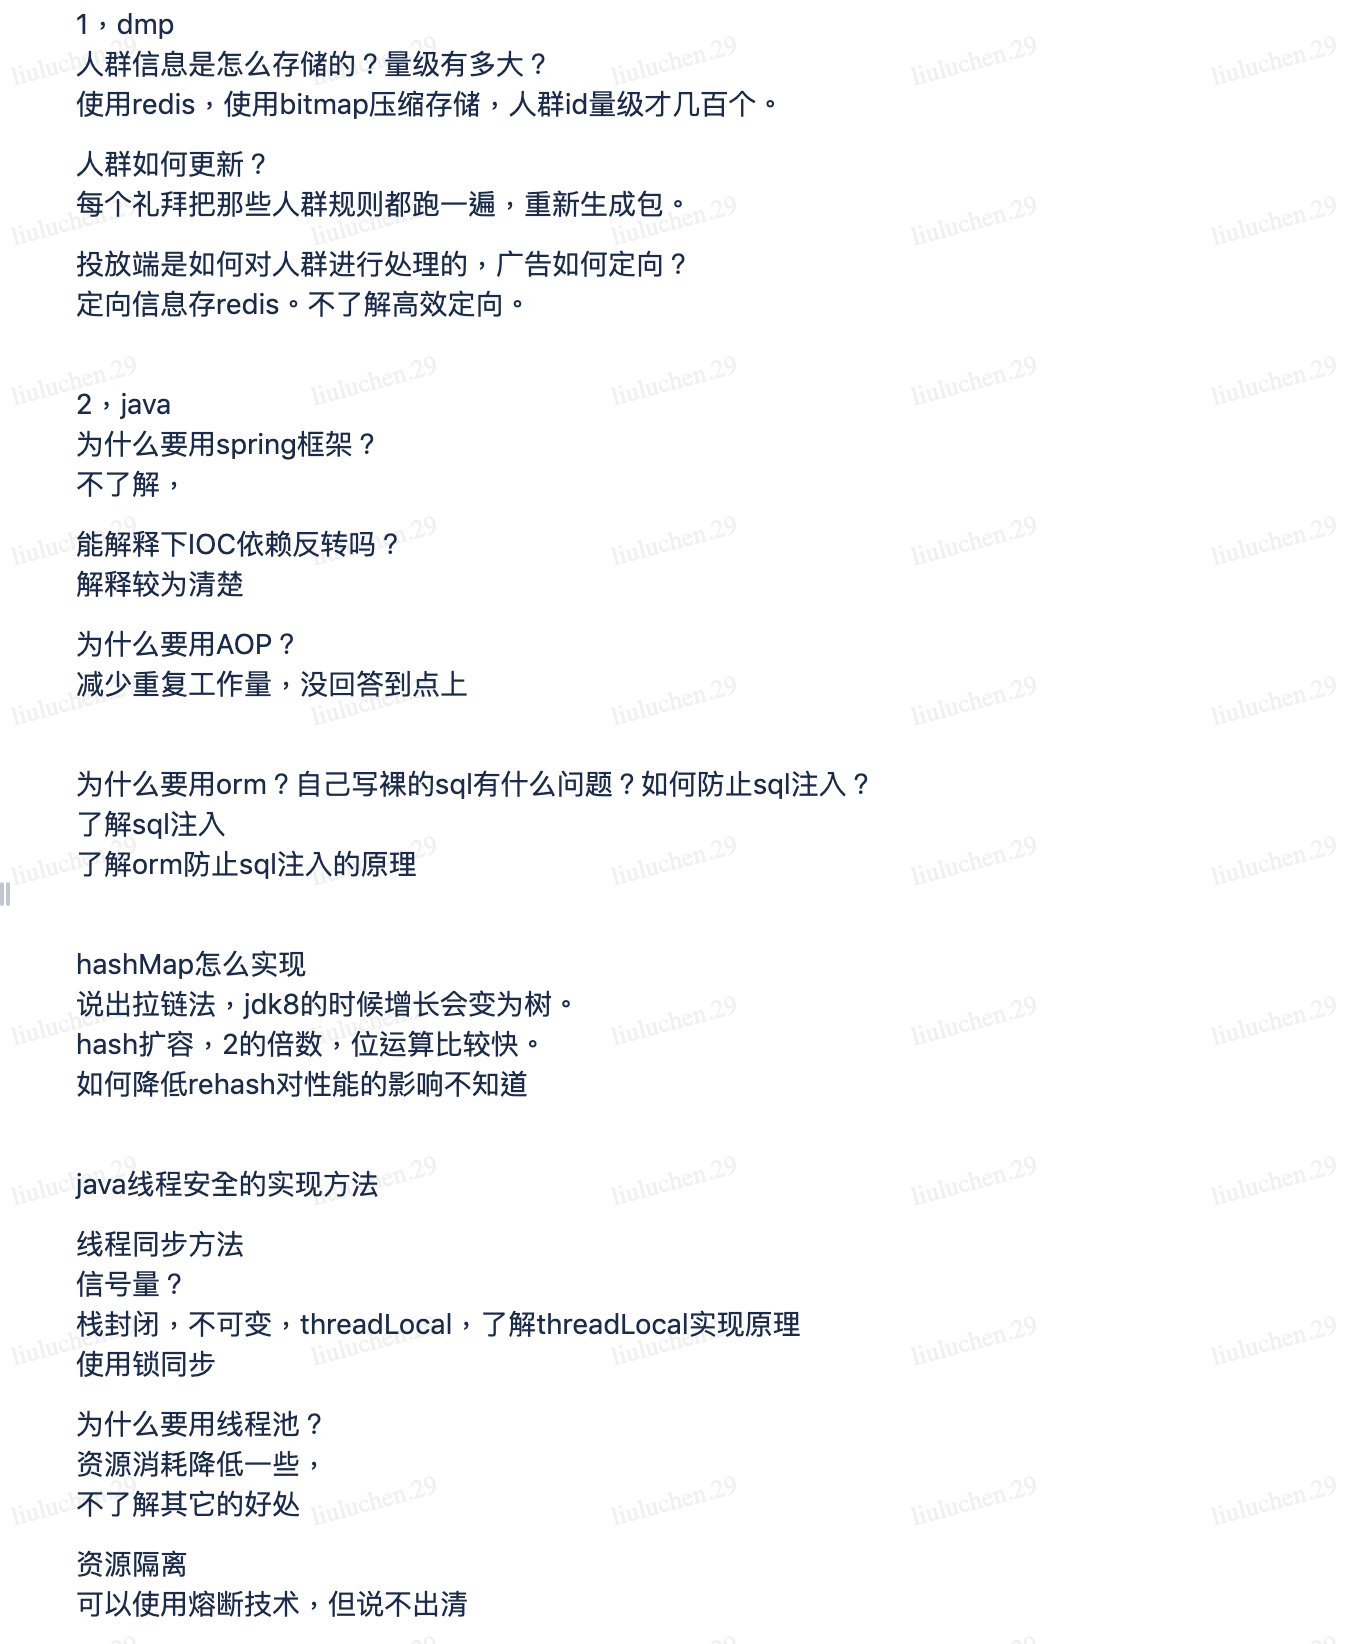 1，dmp
人群信息是怎么存储的？量级有多大？
使用redis，使用bitmap压缩存储，人群id量级才几百个。
人群如何更新？
每个礼拜把那些人群规则都跑一遍，重新生成包。
投放端是如何对人群进行处理的，广告如何定向？
定向信息存redis。不了解高效定向。
2，java
为什么要用spring框架？
不了解，
能解释下IOC依赖反转吗？
解释较为清楚
为什么要用AOP？
减少重复工作量，没回答到点上
为什么要用orm？自己写裸的sql有什么问题？如何防止sql注入？
了解sql注入
了解orm防止sql注入的原理
hashMap怎么实现
说出拉链法，jdk8的时候增长会变为树。
hash扩容，2的倍数，位运算比较快。
如何降低rehash对性能的影响不知道
java线程安全的实现方法
线程同步方法
信号量？
栈封闭，不可变，threadLocal，了解threadLocal实现原理
使用锁同步
为什么要用线程池？
资源消耗降低一些，
不了解其它的好处
资源隔离
可以使用熔断技术，但说不出清
liuluchen.29